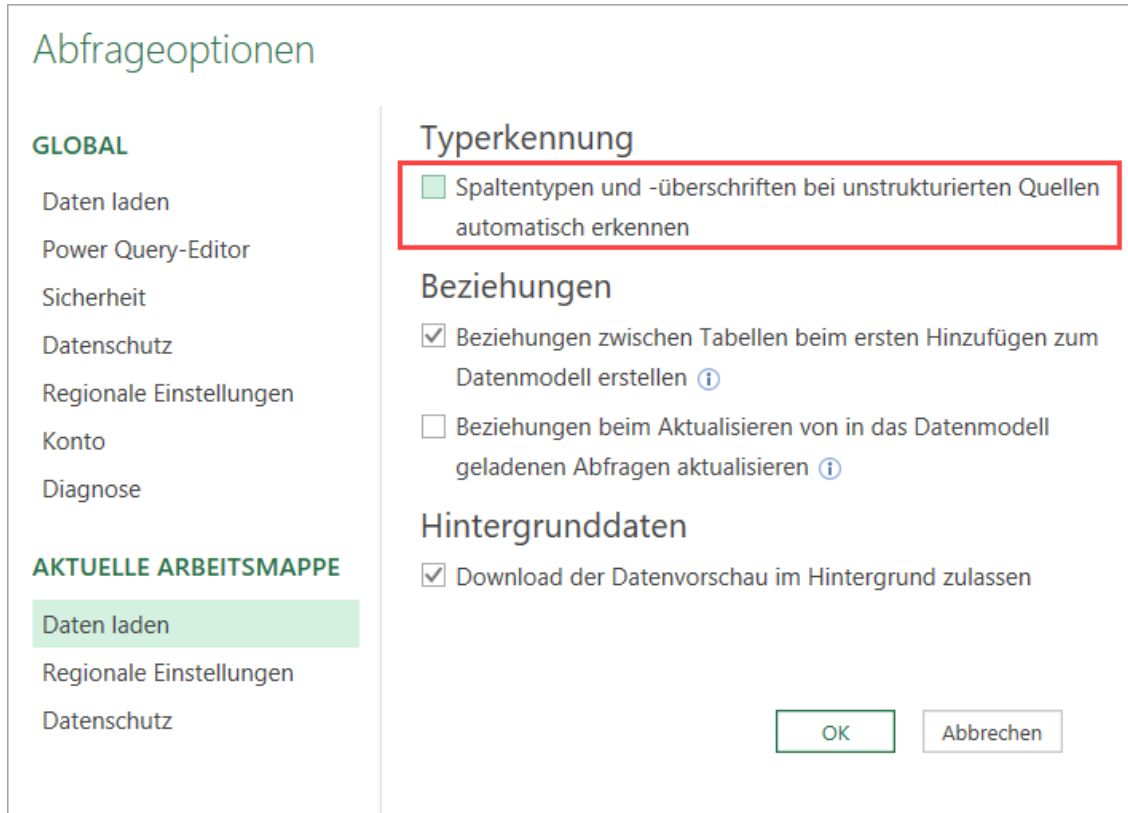 Abfrageoptionen
GLOBAL
Daten laden
Power Query-Editor
Sicherheit
Datenschutz
Regionale Einstellungen
Konto
Diagnose
AKTUELLE ARBEITSMAPPE
Daten laden
Regionale Einstellungen
Datenschutz
Typerkennung
Spaltentypen und -überschriften bei unstrukturierten Quellen
automatisch erkennen
Beziehungen
Beziehungen zwischen Tabellen beim ersten Hinzufügen zum
Datenmodell erstellen
Beziehungen beim Aktualisieren von in das Datenmodell
geladenen Abfragen aktualisieren
Hintergrunddaten
Download der Datenvorschau im Hintergrund zulassen
OK
Abbrechen